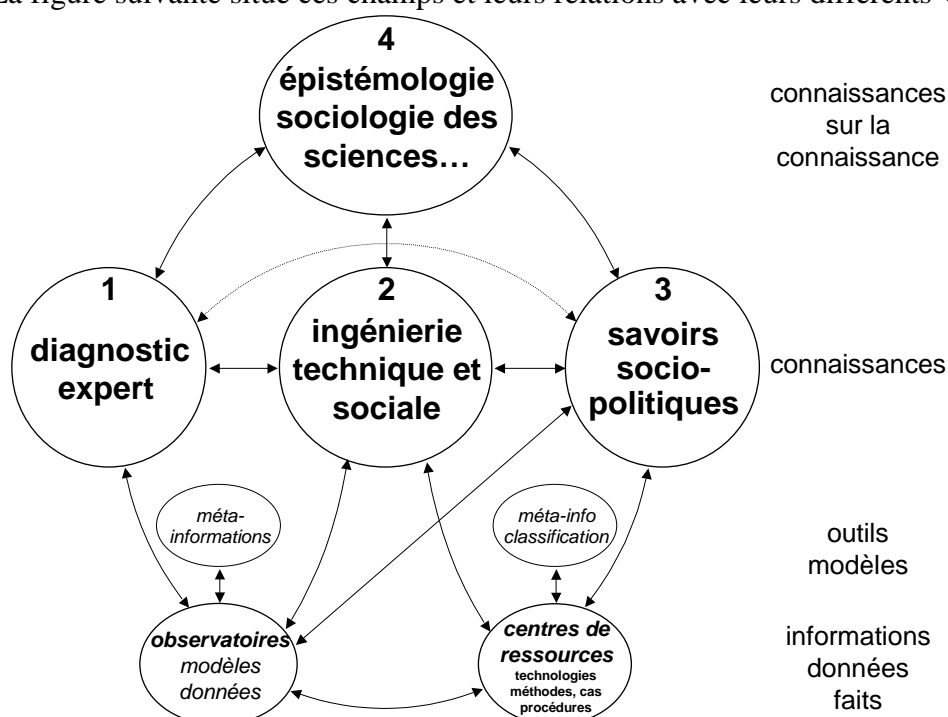 La figure suivante situe ces champs et leurs relations avec leurs différents
4
épistémologie
sociologie des
sciences…
connaissances
sur la
connaissance
1
diagnostic
expert
2
ingénierie
technique et
sociale
3
savoirs
socio-
politiques
connaissances
méta-
informations
méta-info
classification
outils
modèles
observatoires
modèles
données
centres de
ressources
technologies
méthodes, cas
procédures
informations
données
faits